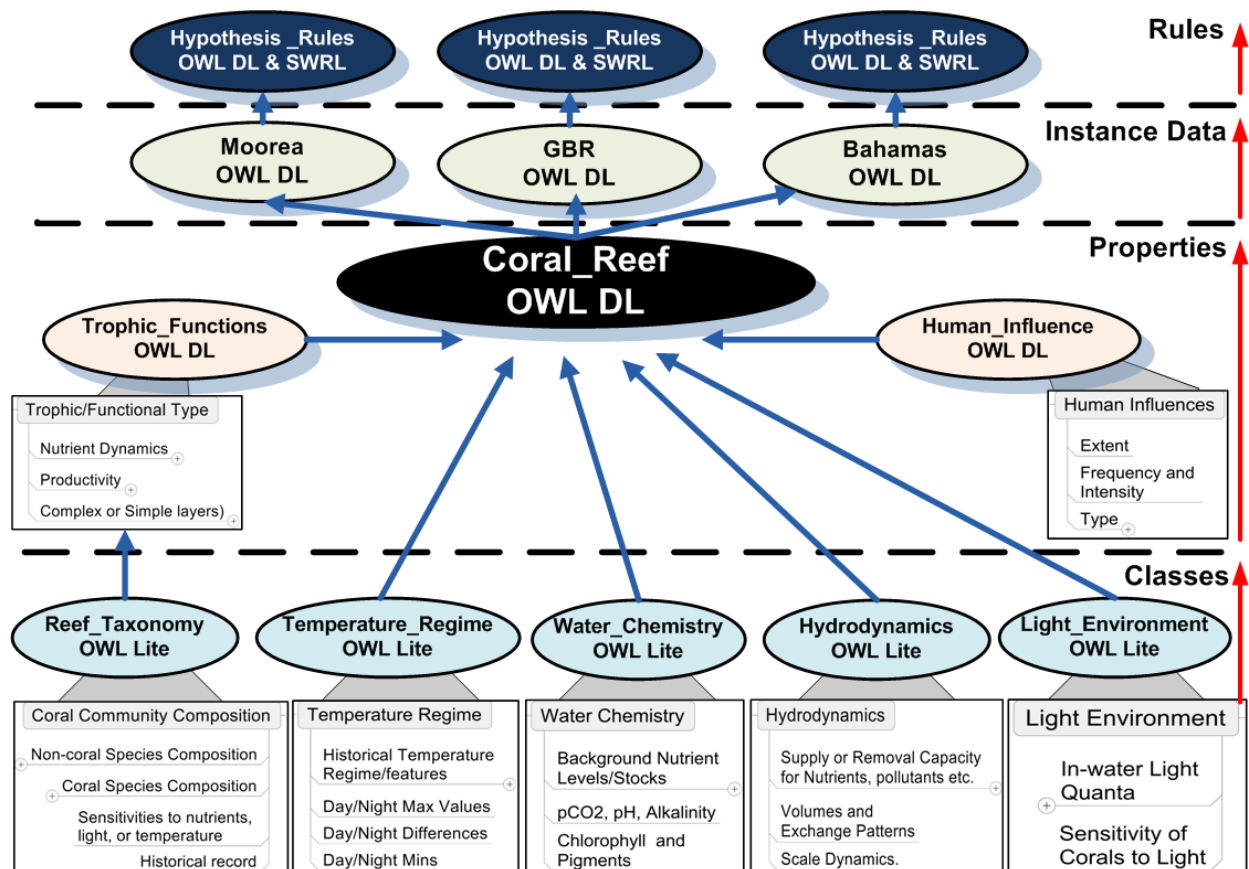 Hypothesis _Rules
OWL DL & SWRL
Hypothesis _Rules
OWL DL & SWRL
Hypothesis _Rules
OWL DL & SWRL
Rules
Moorea
OWL DL
GBR
OWL DL
Bahamas
OWL DL
Instance Data
Coral_Reef
OWL DL
Properties
Trophic_Functions
OWL DL
Human_Influence
OWL DL
Trophic/Functional Type
Nutrient Dynamics
Productivity
Complex or Simple layers)
Human Influences
Extent
Frequency and
Intensity
Type
Classes
Reef_Taxonomy
OWL Lite
Temperature_Regime
OWL Lite
Water_Chemistry
OWL Lite
Hydrodynamics
OWL Lite
Light_Environment
OWL Lite
Coral Community Composition
Non-coral Species Composition
Coral Species Composition
Sensitivities to nutrients,
light, or temperature
Historical record
Temperature Regime
Historical Temperature
Regime/features
Day/Night Max Values
Day/Night Differences
Day/Night Mins
Water Chemistry
Background Nutrient
Levels/Stocks
pCO2, pH, Alkalinity
Chlorophyll and
Pigments
Hydrodynamics
Supply or Removal Capacity
for Nutrients, pollutants etc.
Volumes and
Exchange Patterns
Scale Dynamics.
Light Environment
In-water Light
Quanta
Sensitivity of
Corals to Light